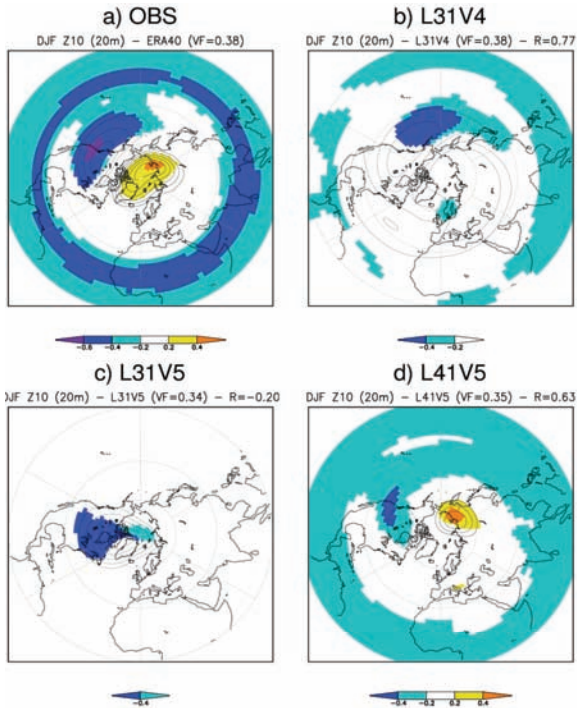 a) OBS
DJF Z10 (20m) - ERA40 (VF=0.38)
-0.6 -0.4 -0.2 0.2 0.4
b) L31V4
DJF Z10 (20m) - L31V4 (VF=0.38) - R=0.77
-0.4 -0.2
c) L31V5
DJF Z10 (20m) - L31V5 (VF=0.34) - R=-0.20
-0.4
d) L41V5
DJF Z10 (20m) - L41V5 (VF=0.35) - R=0.63
-0.4 -0.2 0.2 0.4